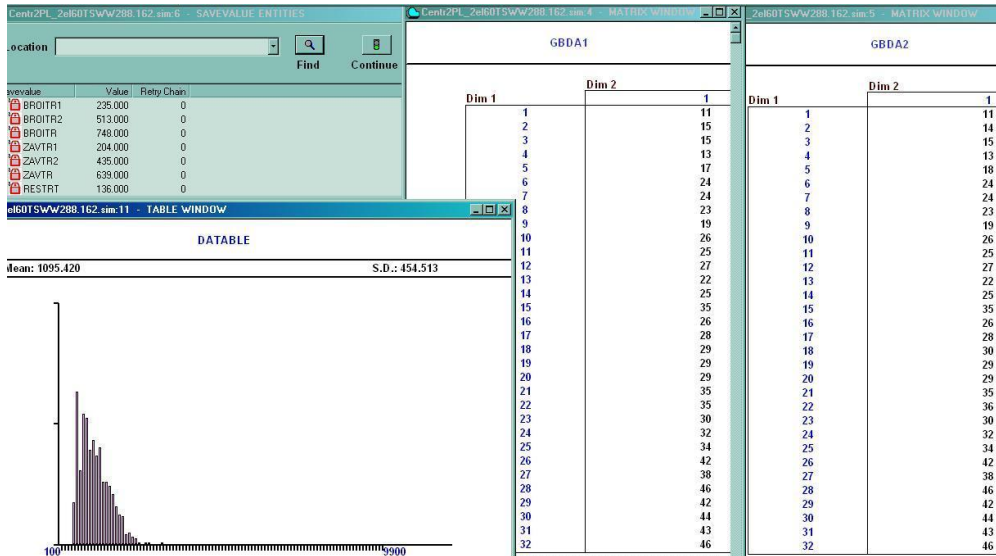 Centr2PL_2el60TSWW288.162.sim:6 - SAVEVALUE ENTITIES
Location
Find
Continue
Value Retry Chain
BROITR1 235.000 0
BROITR2 513.000 0
BROITR 748.000 0
ZAVTR1 204.000 0
ZAVTR2 435.000 0
ZAVTR 639.000 0
RESTRT 136.000 0
2el60TSWW288.162.sim:11 - TABLE WINDOW
DATABLE
Mean: 1095.420 S.D.: 454.513
100 9900
Centr2PL_2el60TSWW288.162.sim:4 - MATRIX WINDOW
GBDA1
Dim 2
Dim 1 1
1 11
2 15
3 15
4 13
5 17
6 24
7 24
8 23
9 19
10 26
11 25
12 27
13 22
14 25
15 35
16 26
17 28
18 29
19 29
20 29
21 35
22 35
23 30
24 32
25 34
26 42
27 38
28 46
29 42
30 44
31 43
32 46
_2el60TSWW288.162.sim:5 - MATRIX WINDOW
GBDA2
Dim 2
Dim 1 1
1 11
2 14
3 15
4 13
5 18
6 24
7 24
8 23
9 19
10 26
11 25
12 27
13 22
14 25
15 35
16 26
17 28
18 30
19 29
20 29
21 35
22 36
23 30
24 32
25 34
26 42
27 38
28 46
29 42
30 44
31 43
32 46